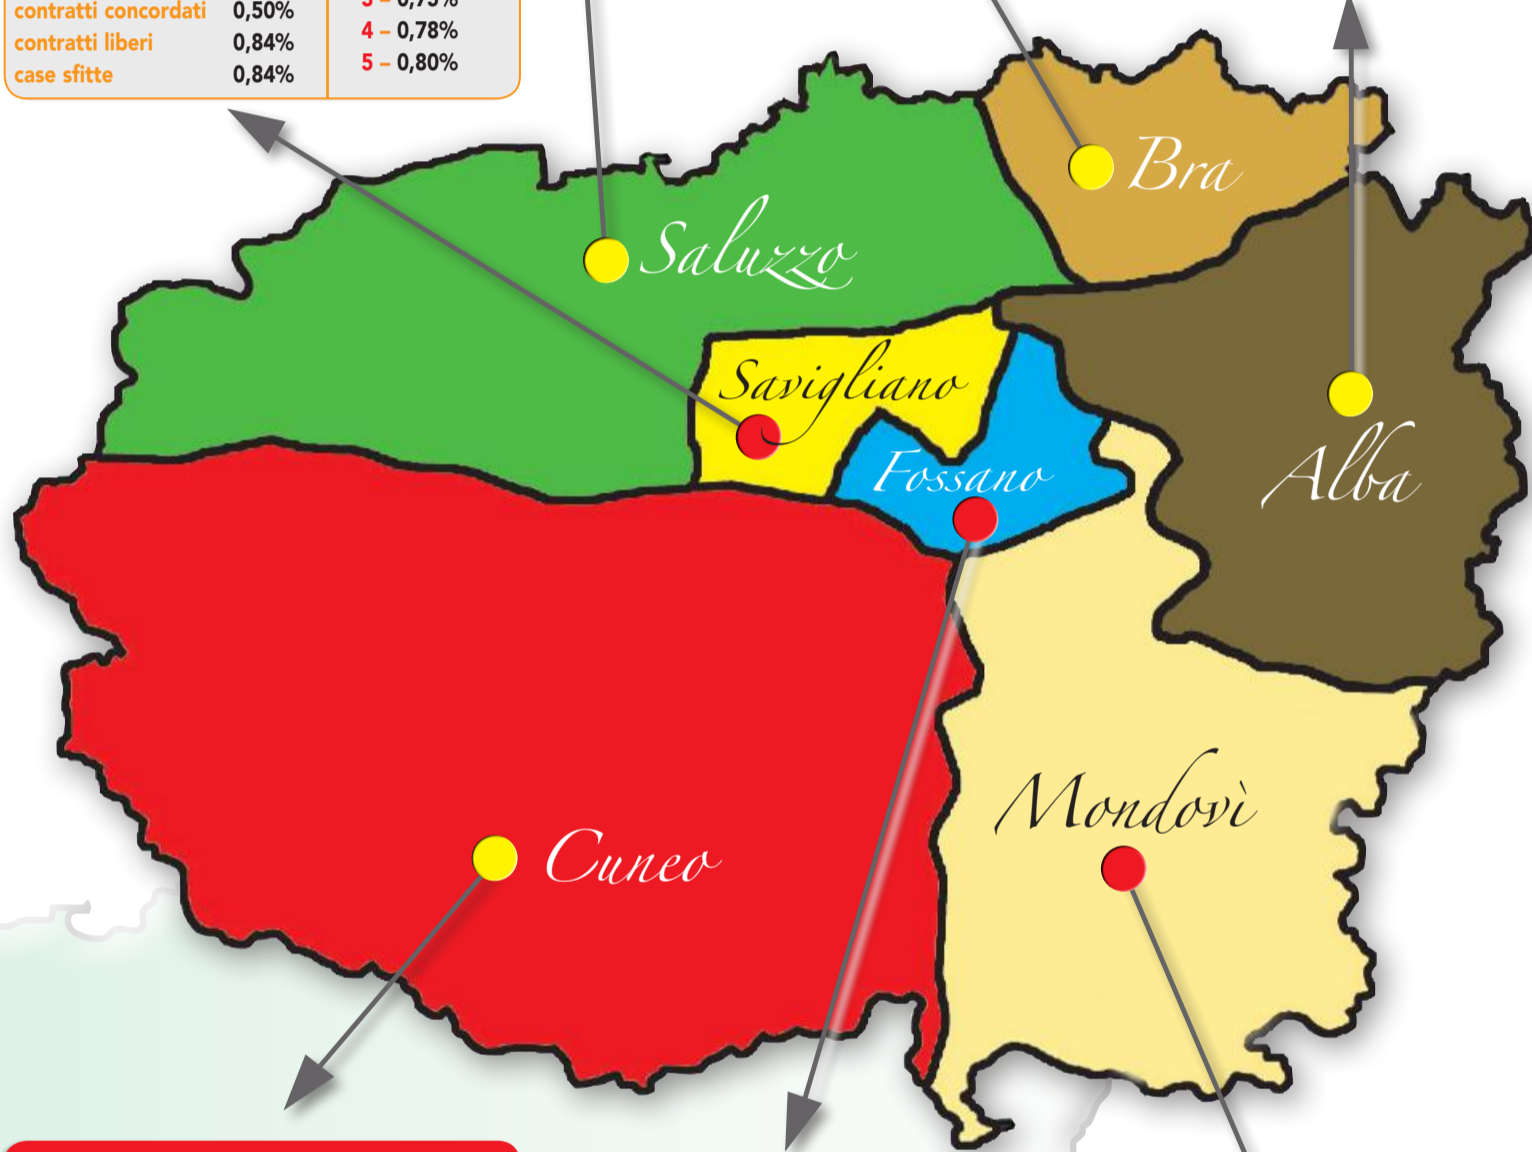 contratti concordati 0,50%
contratti liberi 0,84%
case sfitte 0,84%
4 – 0,78%
5 – 0,80%
Bra
Saluzzo
Savigliano
Fossano
Alba
Mondovì
Cuneo